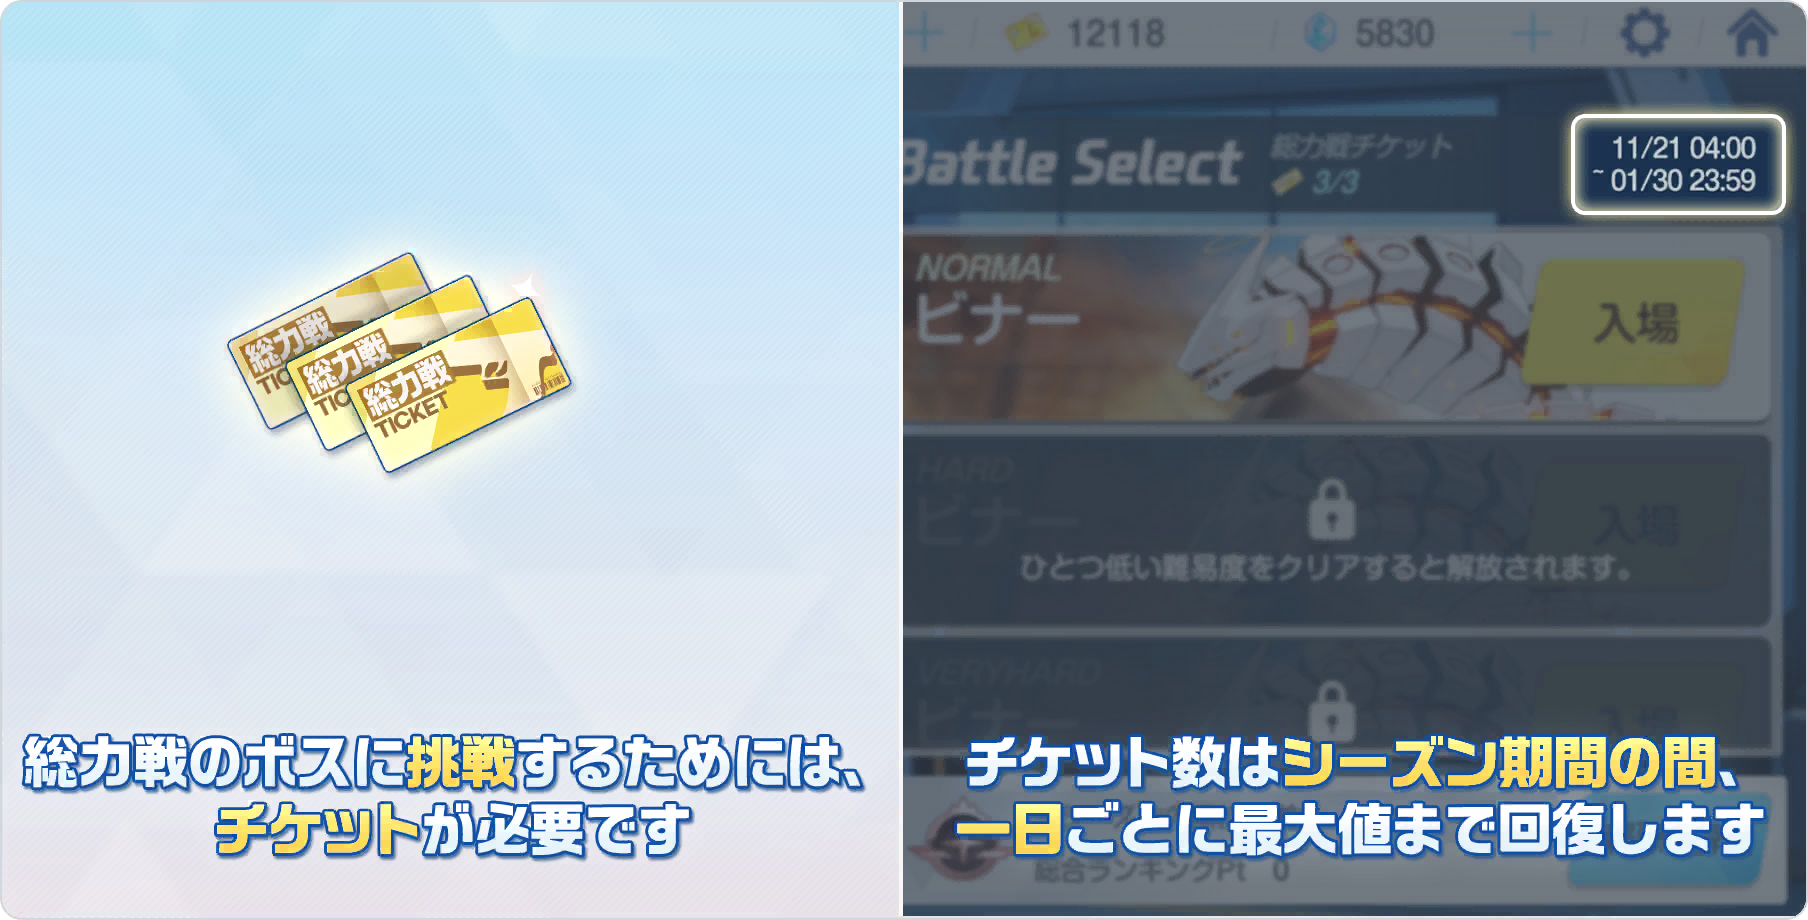 総力戦
TIC
総力戦
TIC
総力戦
TICKET
総力戦のボスに挑戦するためには、
チケットが必要です
12118
5830
Battle Select
総力戦チケット
3/3
11/21 04:00
~ 01/30 23:59
NORMAL
ビナー
入場
HARD
ビナー
入場
ひとつ低い難易度をクリアすると解放されます。
VERYHARD
ビナー
入場
チケット数はシーズン期間の間、
一日ごとに最大値まで回復します
総合ランキングPt 0